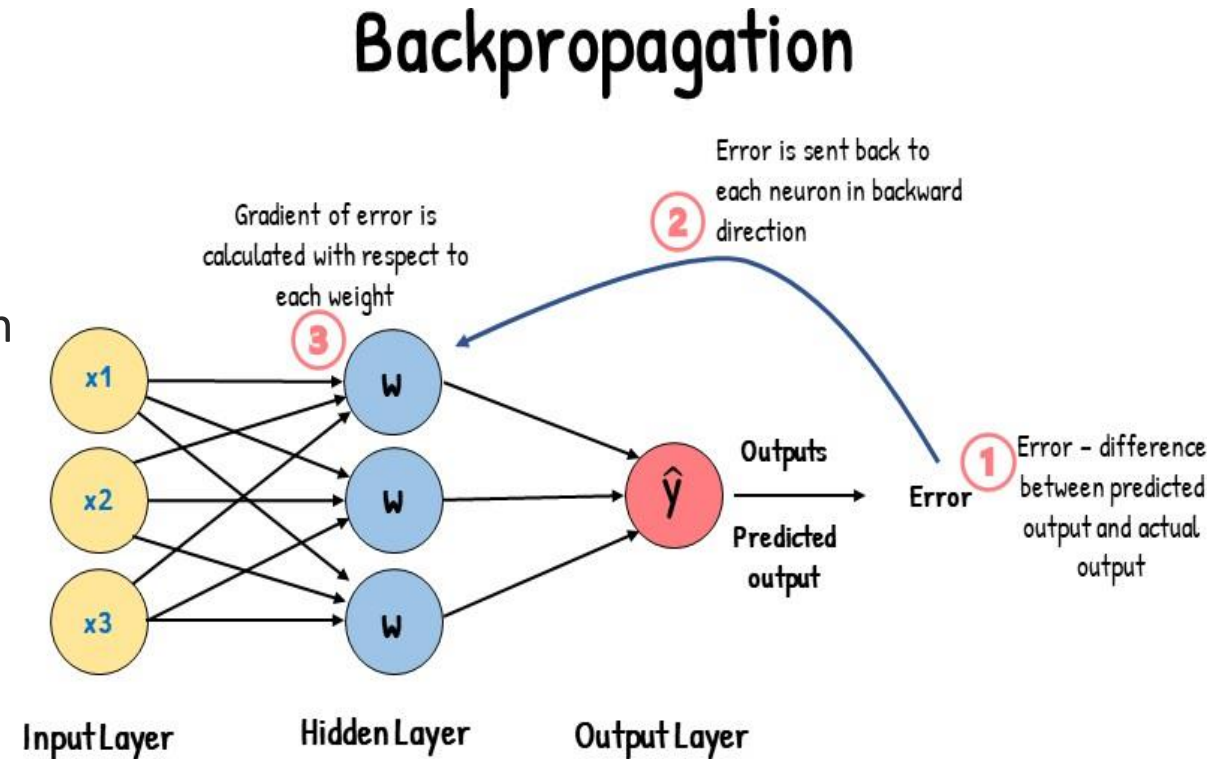 Backpropagation
Error is sent back to
each neuron in backward
direction
2
Gradient of error is
calculated with respect to
each weight
3
n
x1
x2
x3
w
w
w
ŷ
Outputs
Predicted
output
Error
1
Error - difference
between predicted
output and actual
output
Input Layer
Hidden Layer
Output Layer